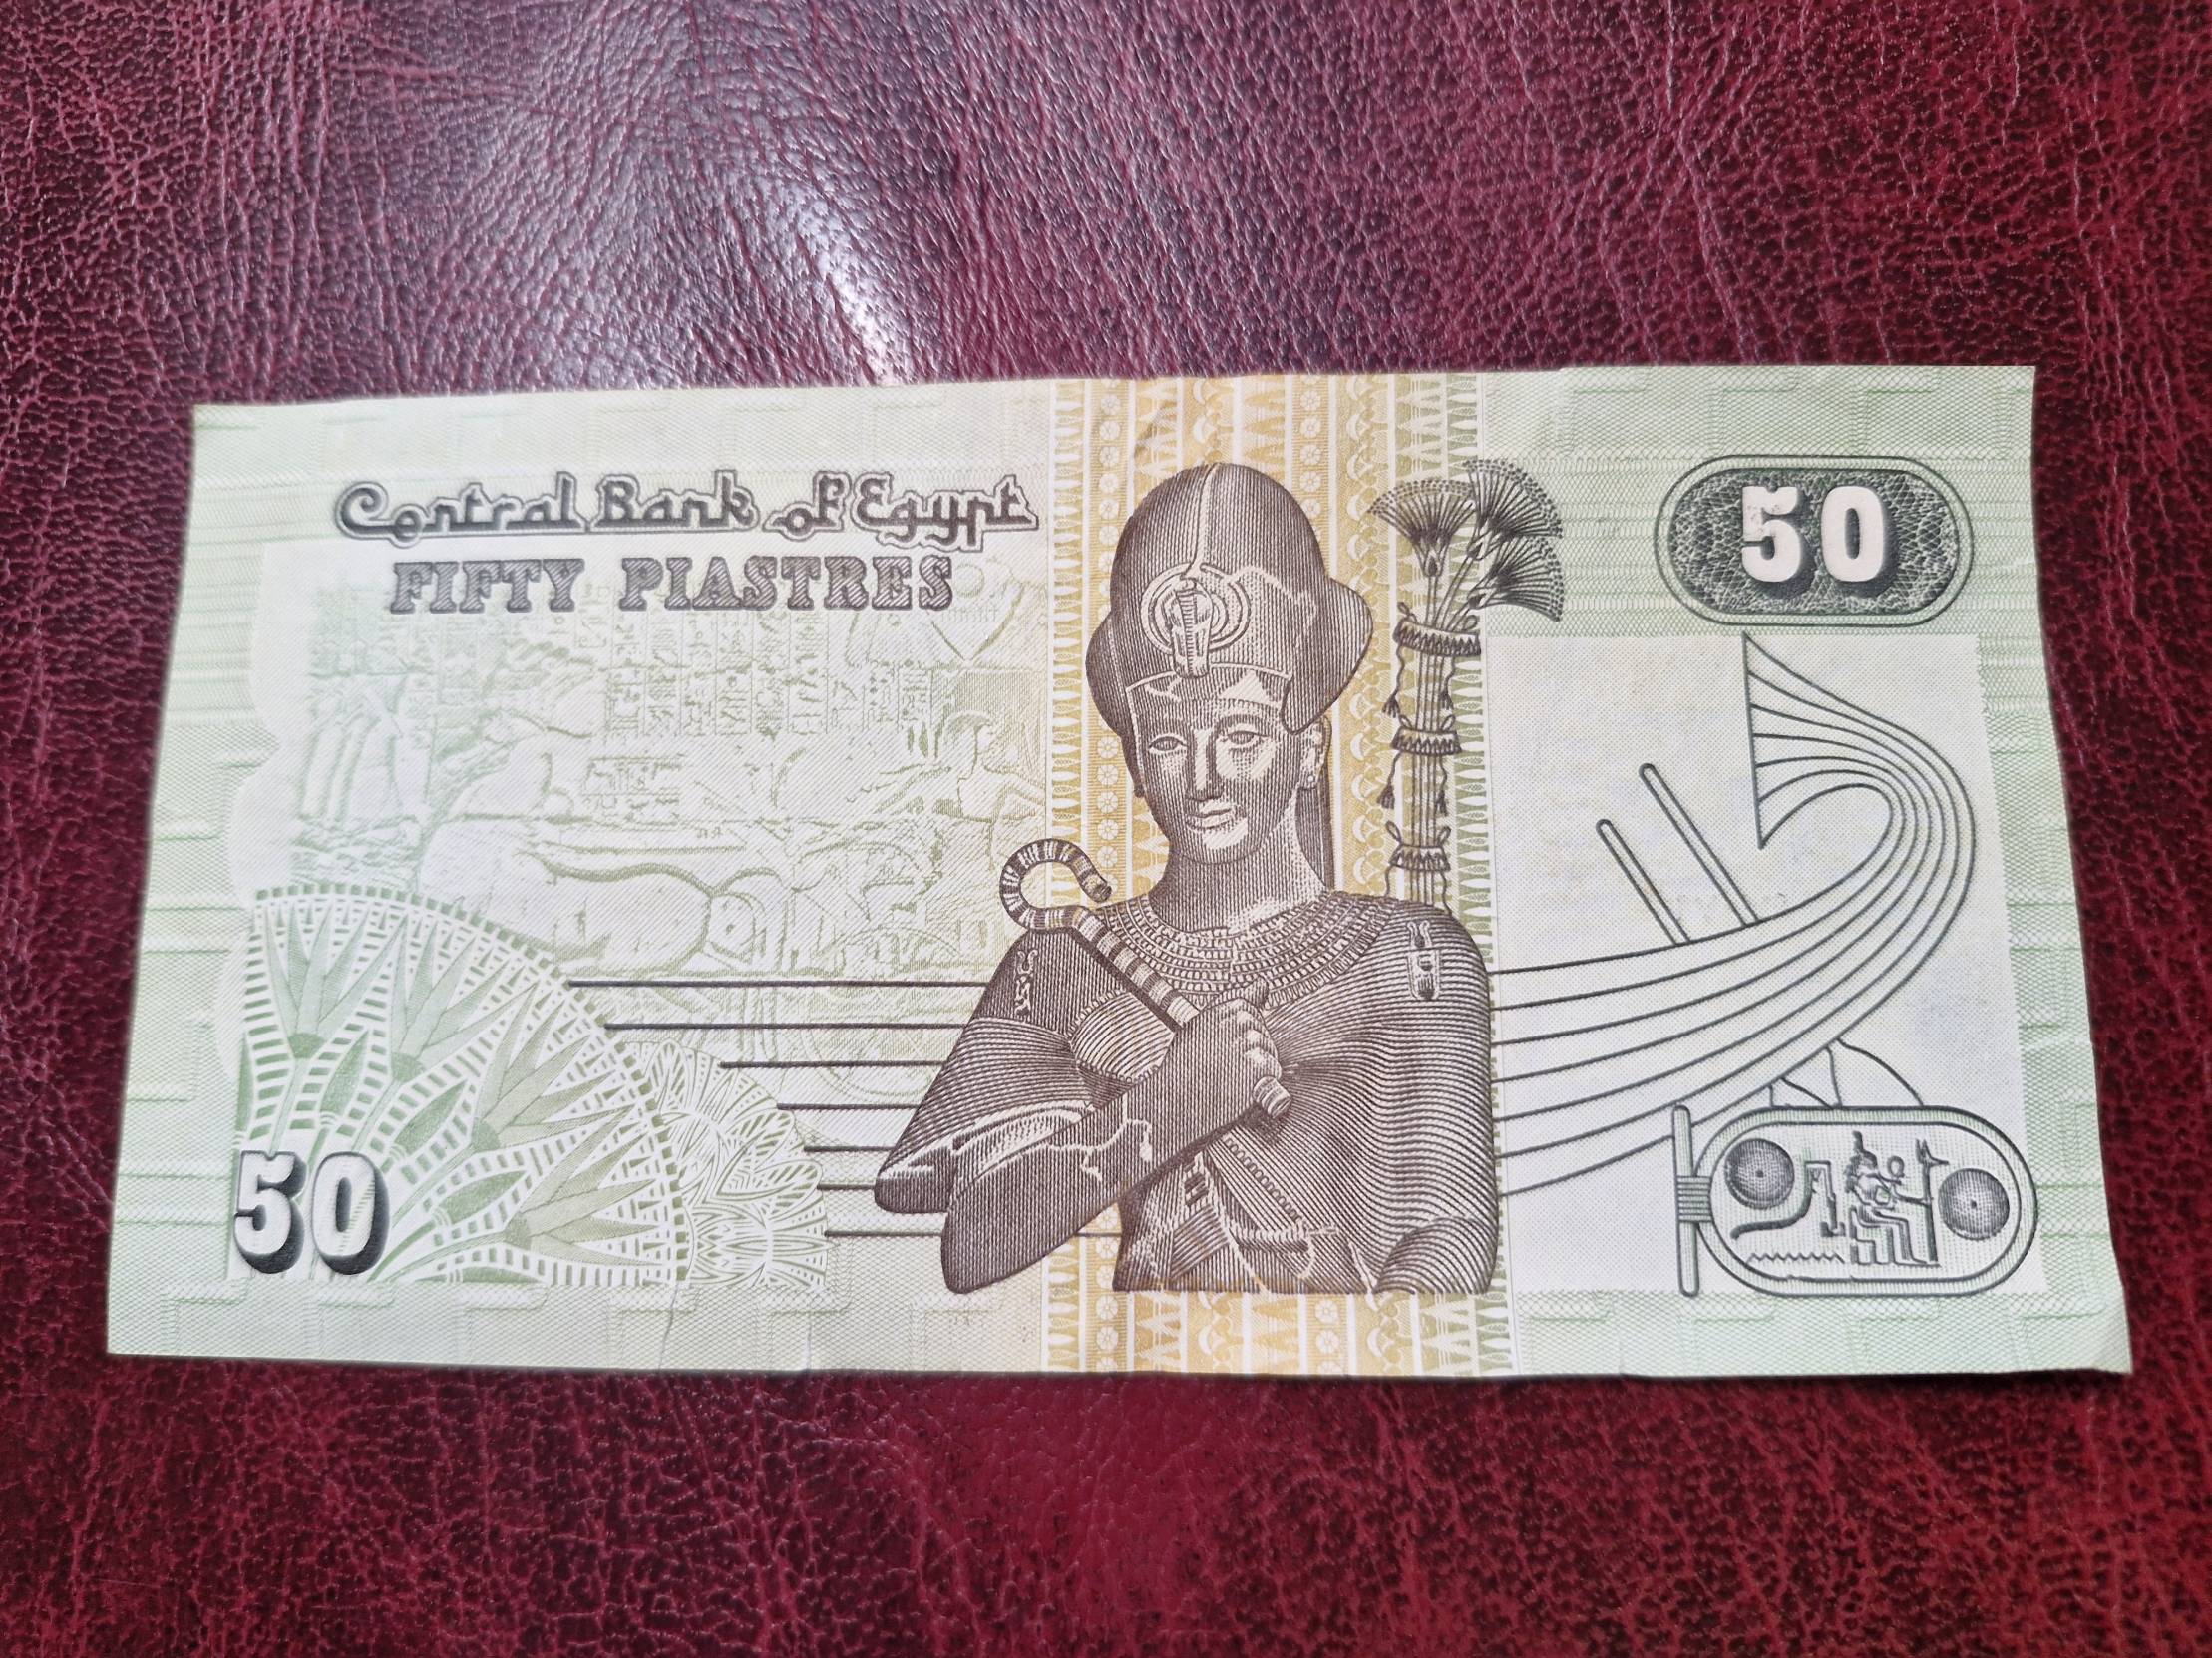 Central Bank of Egypt
FIFTY PIASTRES
50
50